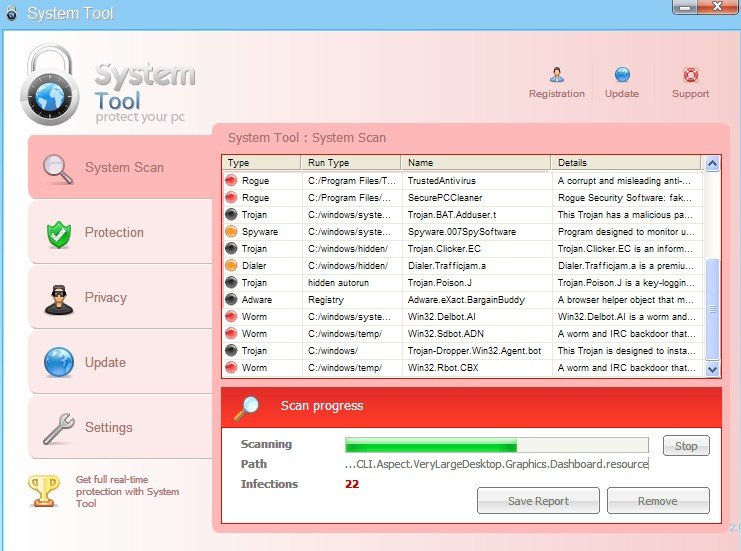 System Tool
System
Tool
protect your pc
Registration Update Support
System Scan
Protection
Privacy
Update
Settings
Get full real-time
protection with System
Tool
System Tool : System Scan
Type Run Type Name Details
Rogue C:/Program Files/T... TrustedAntivirus A corrupt and misleading anti-...
Rogue C:/Program Files/... SecurePCCleaner Rogue Security Software: fak...
Trojan C:/windows/syste... Trojan.BAT.Adduser.t This Trojan has a malicious pa...
Spyware C:/windows/syste... Spyware.007SpySoftware Program designed to monitor u...
Trojan C:/windows/hidden/ Trojan.Clicker.EC Trojan.Clicker.EC is an inform...
Dialer C:/windows/hidden/ Dialer.Trafficjam.a Dialer.Trafficjam.a is a premiu...
Trojan hidden autorun Trojan.Poison.J Trojan.Poison.J is a key-loggin...
Adware Registry Adware.eXact.BargainBuddy A browser helper object that m...
Worm C:/windows/syste... Win32.Delbot.AI Win32.Delbot.AI is a worm and...
Worm C:/windows/temp/ Win32.Sdbot.ADN A worm and IRC backdoor that...
Trojan C:/windows/ Trojan-Dropper.Win32.Agent.bot This Trojan is designed to insta...
Worm C:/windows/temp/ Win32.Rbot.CBX A worm and IRC backdoor that...
Scan progress
Scanning Stop
Path ...CLI.Aspect.VeryLargeDesktop.Graphics.Dashboard.resource
Infections 22
Save Report Remove